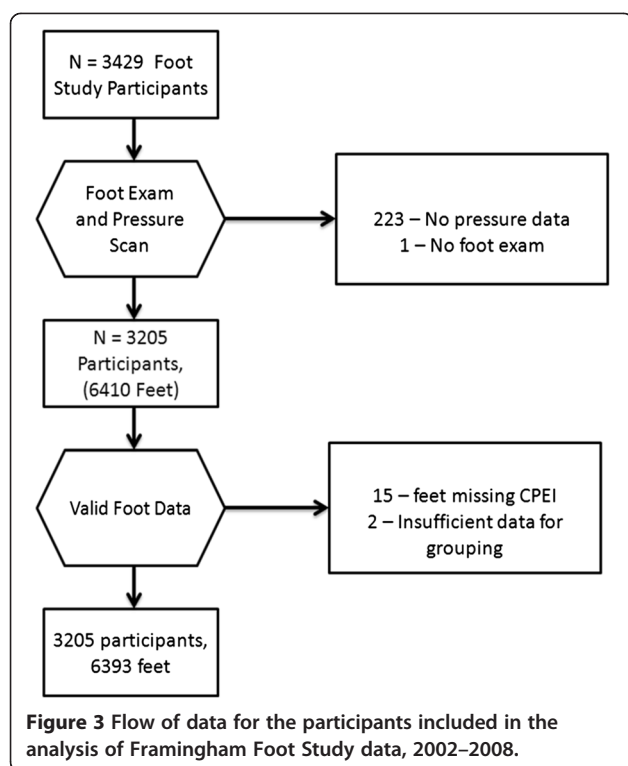 N = 3429 Foot
Study Participants
Foot Exam
and Pressure
Scan
223 – No pressure data
1 – No foot exam
N = 3205
Participants,
(6410 Feet)
Valid Foot Data
15 – feet missing CPEI
2 – Insufficient data for
grouping
3205 participants,
6393 feet
Figure 3 Flow of data for the participants included in the
analysis of Framingham Foot Study data, 2002–2008.